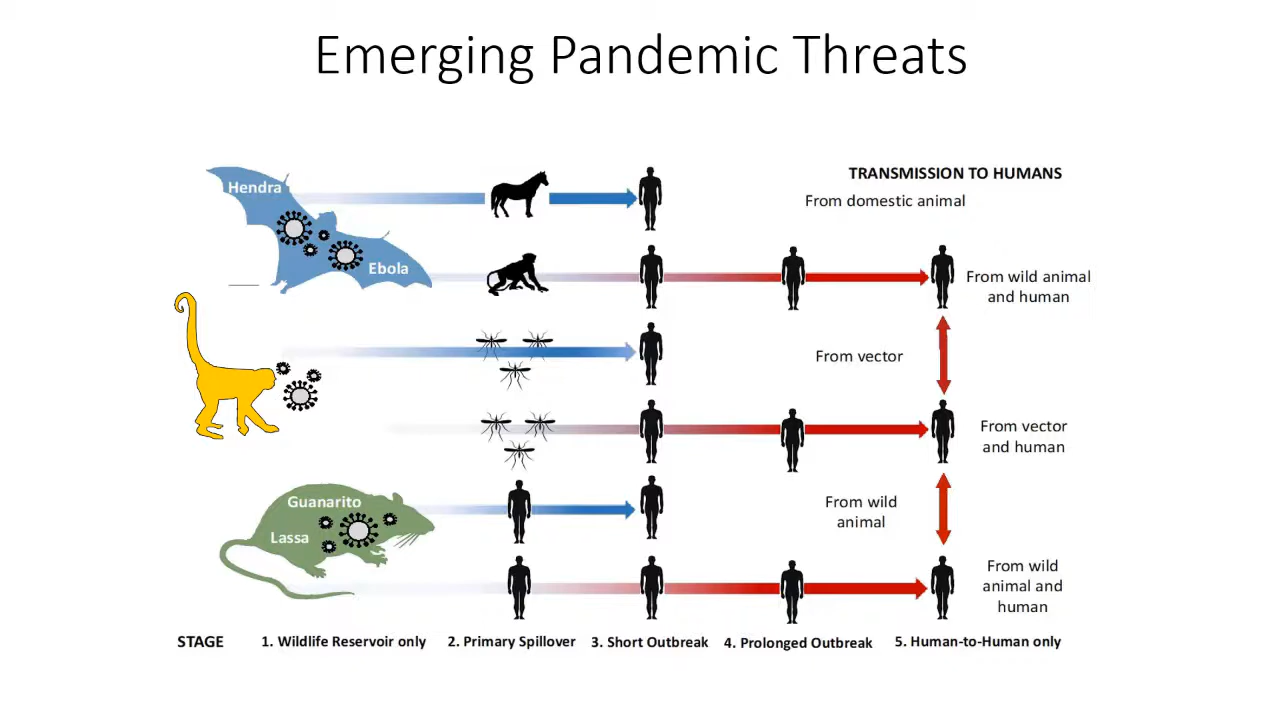 Emerging Pandemic Threats
Hendra
Ebola
TRANSMISSION TO HUMANS
From domestic animal
From wild animal
and human
From vector
From vector
and human
Guanarito
Lassa
From wild
animal
From wild
animal and
human
STAGE
1. Wildlife Reservoir only
2. Primary Spillover
3. Short Outbreak
4. Prolonged Outbreak
5. Human-to-Human only